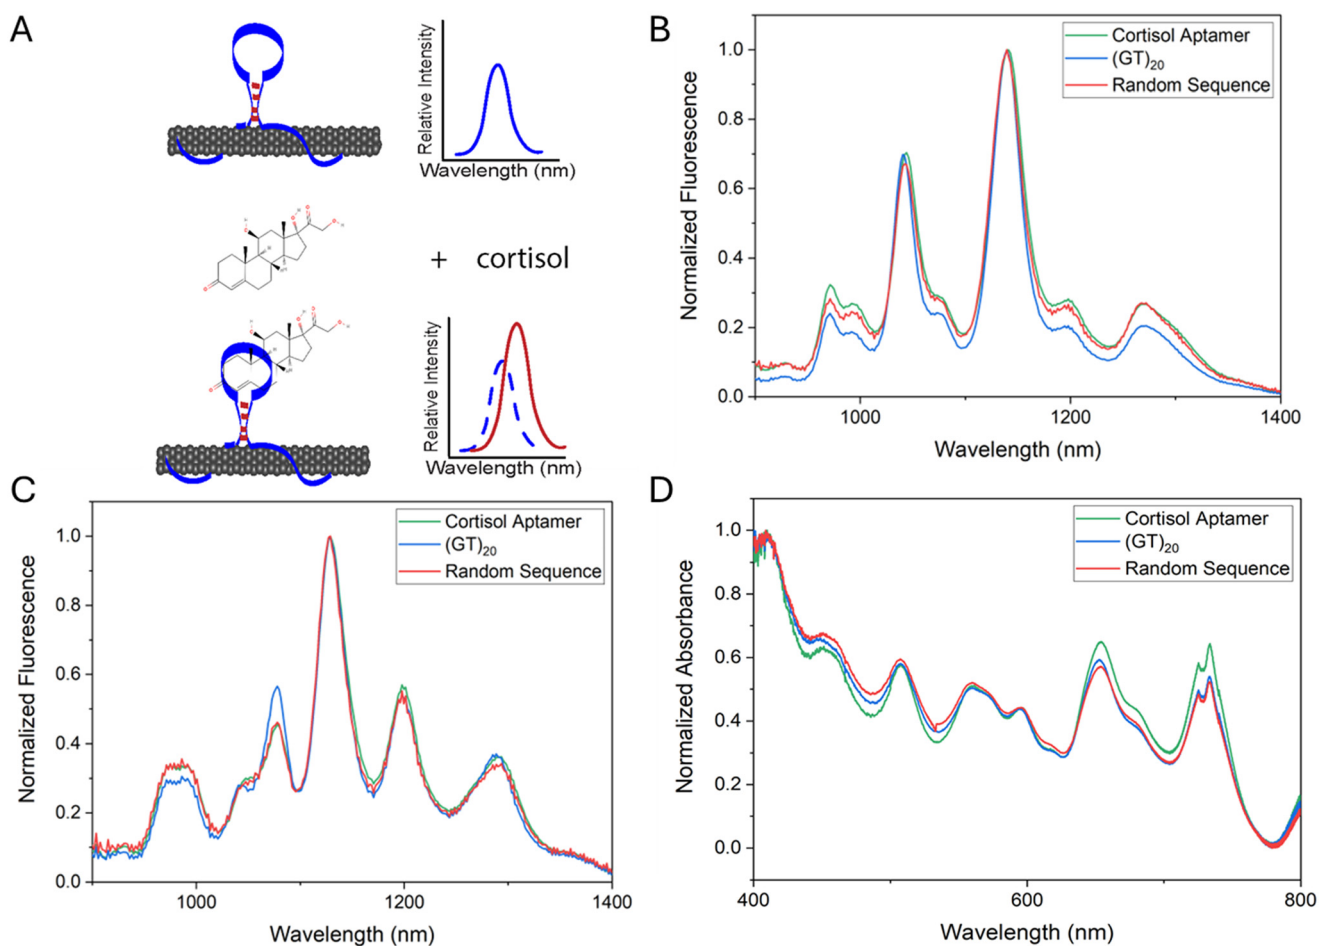 A
Relative Intensity
Wavelength (nm)
+ cortisol
Relative Intensity
Wavelength (nm)
B
Normalized Fluorescence
1.0
0.8
0.6
0.4
0.2
0.0
Cortisol Aptamer
(GT)₂₀
Random Sequence
1000 1200 1400
Wavelength (nm)
C
Normalized Fluorescence
1.0
0.8
0.6
0.4
0.2
0.0
Cortisol Aptamer
(GT)₂₀
Random Sequence
1000 1200 1400
Wavelength (nm)
D
Normalized Absorbance
1.0
0.8
0.6
0.4
0.2
0.0
Cortisol Aptamer
(GT)₂₀
Random Sequence
400 600 800
Wavelength (nm)